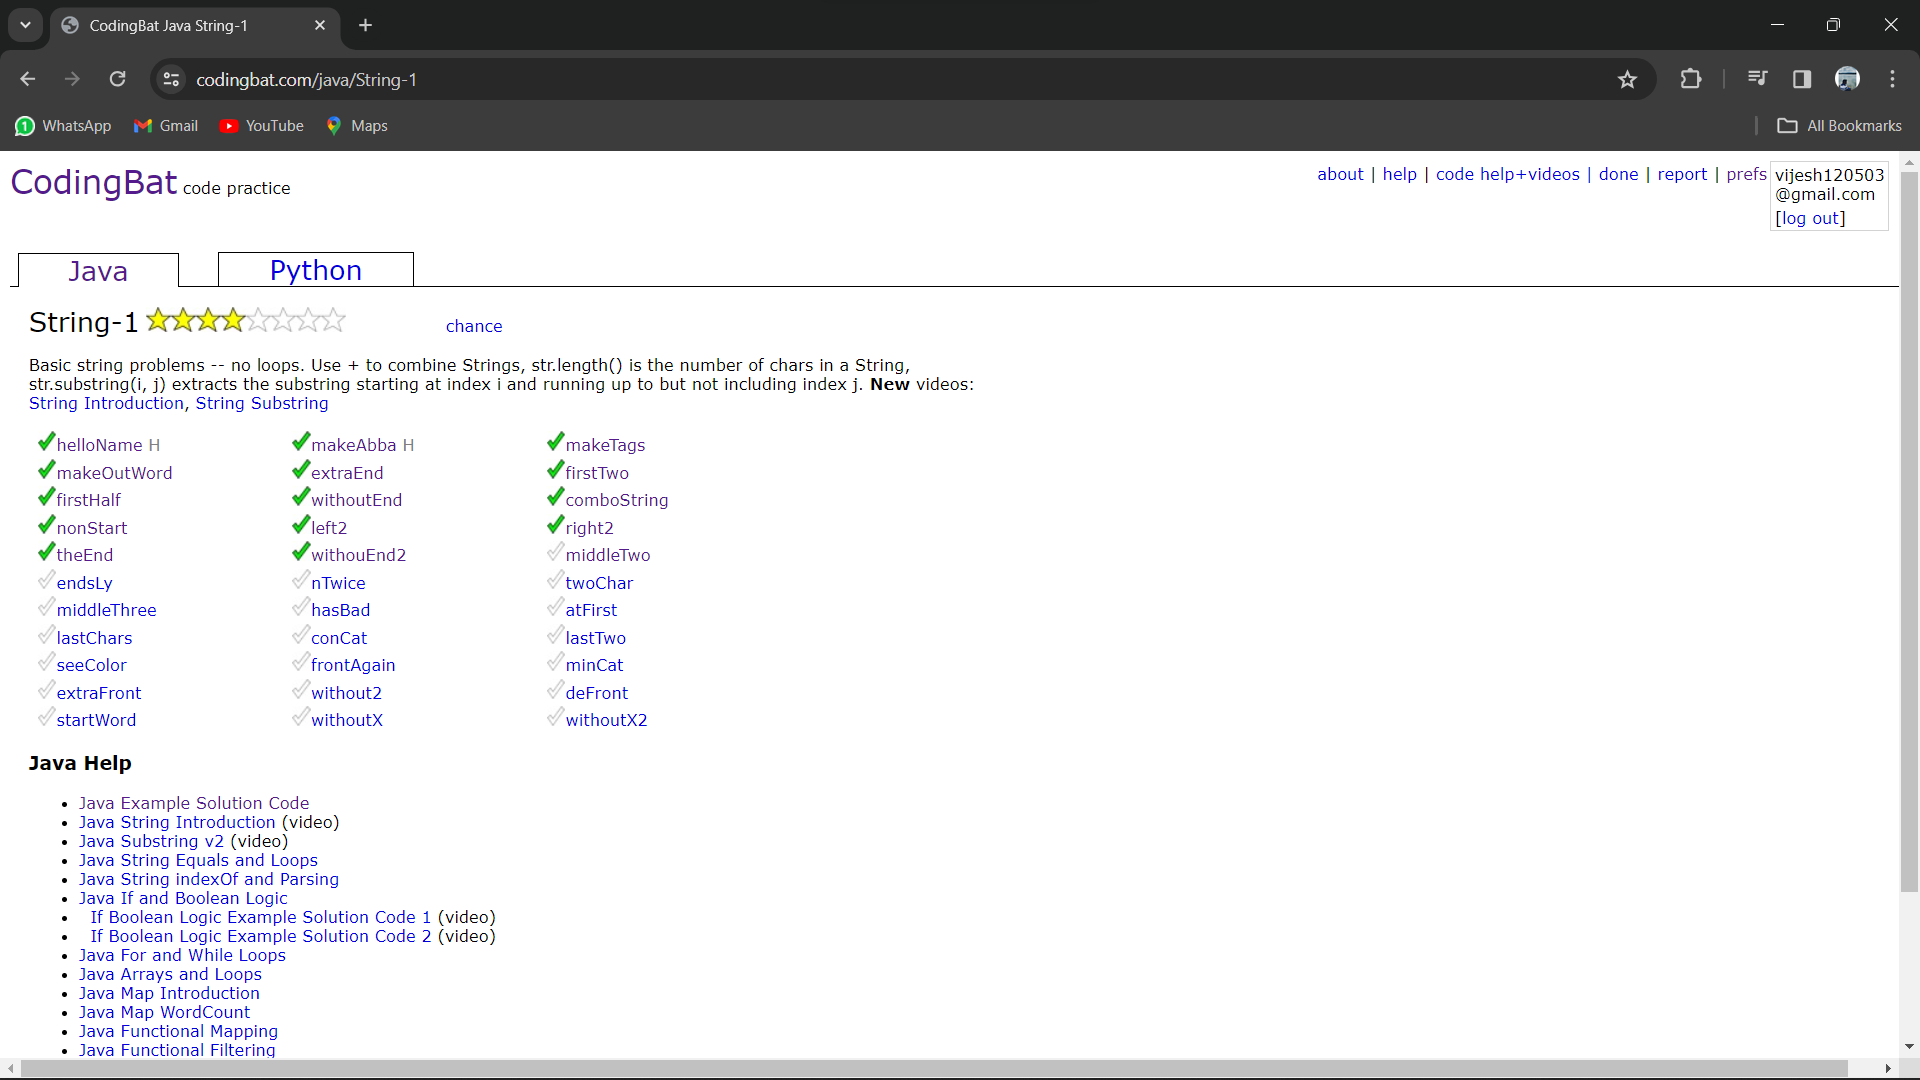 CodingBat Java String-1
codingbat.com/java/String-1
WhatsApp Gmail YouTube Maps All Bookmarks
CodingBat code practice
about | help | code help+videos | done | report | prefs
vijesh120503
@gmail.com
[log out]
Java Python
String-1 chance
Basic string problems -- no loops. Use + to combine Strings, str.length() is the number of chars in a String,
str.substring(i, j) extracts the substring starting at index i and running up to but not including index j. New videos:
String Introduction, String Substring
helloName H makeAbba H makeTags
makeOutWord extraEnd firstTwo
firstHalf withoutEnd comboString
nonStart left2 right2
theEnd withouEnd2 middleTwo
endsLy nTwice twoChar
middleThree hasBad atFirst
lastChars conCat lastTwo
seeColor frontAgain minCat
extraFront without2 deFront
startWord withoutX withoutX2
Java Help
• Java Example Solution Code
• Java String Introduction (video)
• Java Substring v2 (video)
• Java String Equals and Loops
• Java String indexOf and Parsing
• Java If and Boolean Logic
• If Boolean Logic Example Solution Code 1 (video)
• If Boolean Logic Example Solution Code 2 (video)
• Java For and While Loops
• Java Arrays and Loops
• Java Map Introduction
• Java Map WordCount
• Java Functional Mapping
• Java Functional Filtering